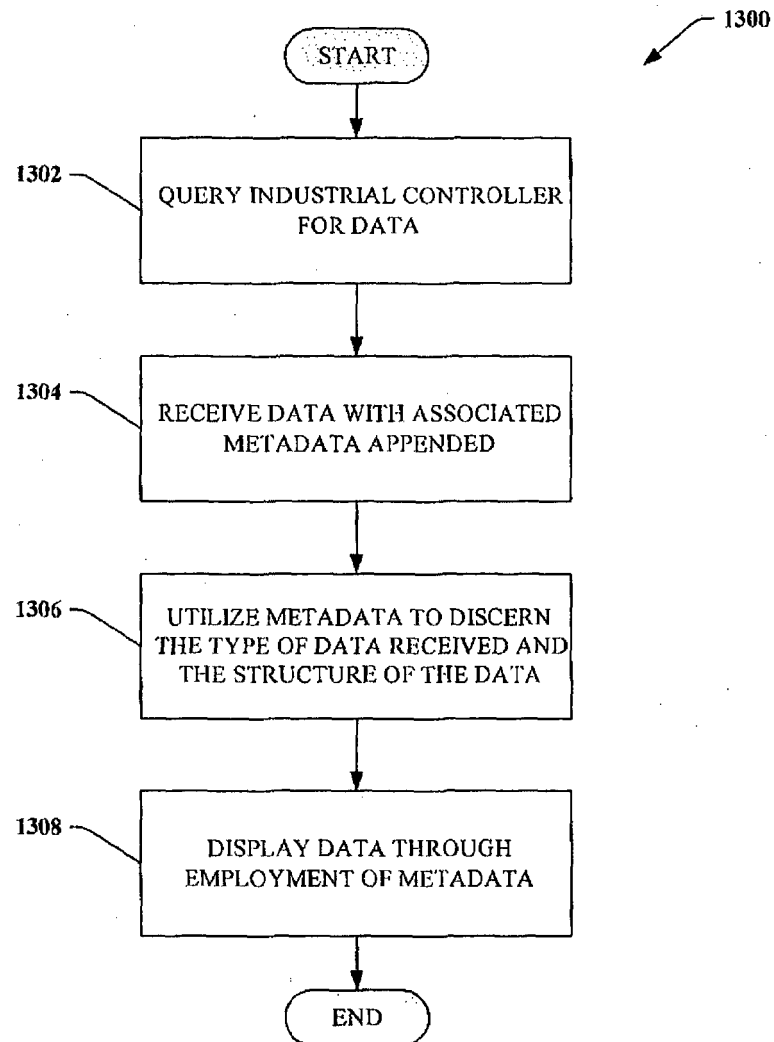 1300
START
1302
QUERY INDUSTRIAL CONTROLLER
FOR DATA
1304
RECEIVE DATA WITH ASSOCIATED
METADATA APPENDED
1306
UTILIZE METADATA TO DISCERN
THE TYPE OF DATA RECEIVED AND
THE STRUCTURE OF THE DATA
1308
DISPLAY DATA THROUGH
EMPLOYMENT OF METADATA
END